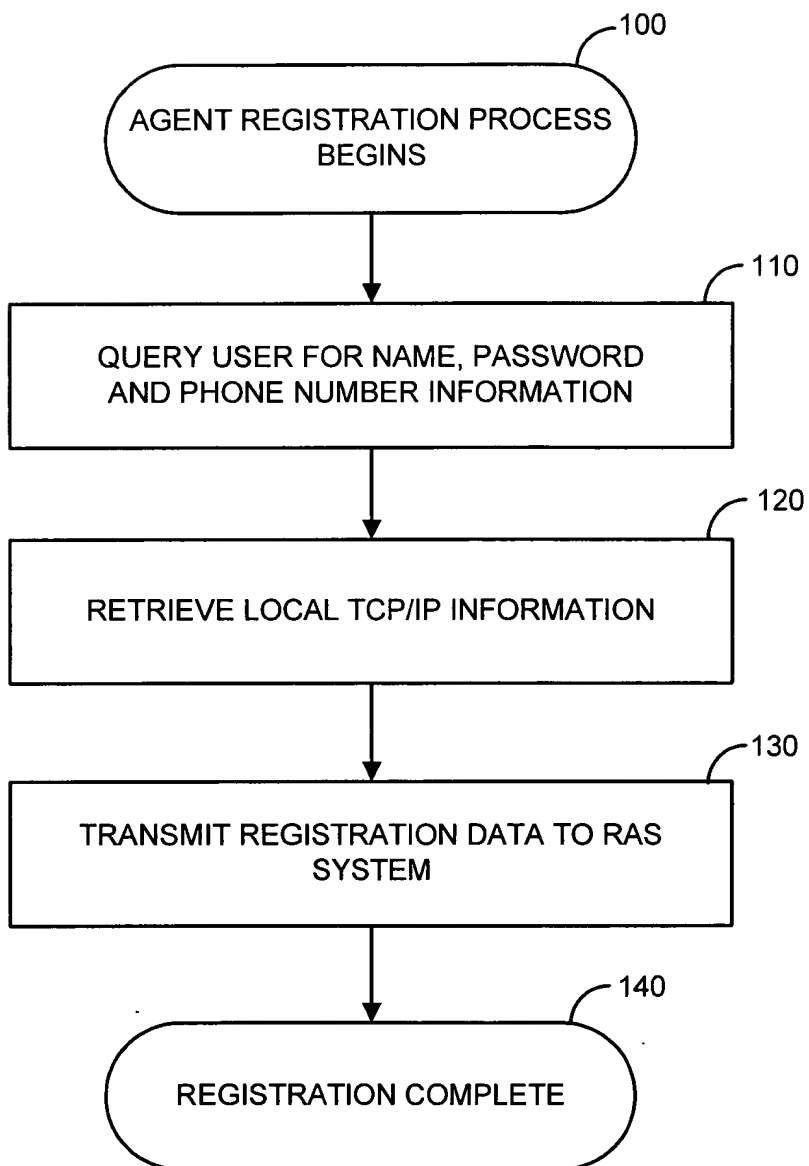 100
AGENT REGISTRATION PROCESS
BEGINS
110
QUERY USER FOR NAME, PASSWORD
AND PHONE NUMBER INFORMATION
120
RETRIEVE LOCAL TCP/IP INFORMATION
130
TRANSMIT REGISTRATION DATA TO RAS
SYSTEM
140
REGISTRATION COMPLETE